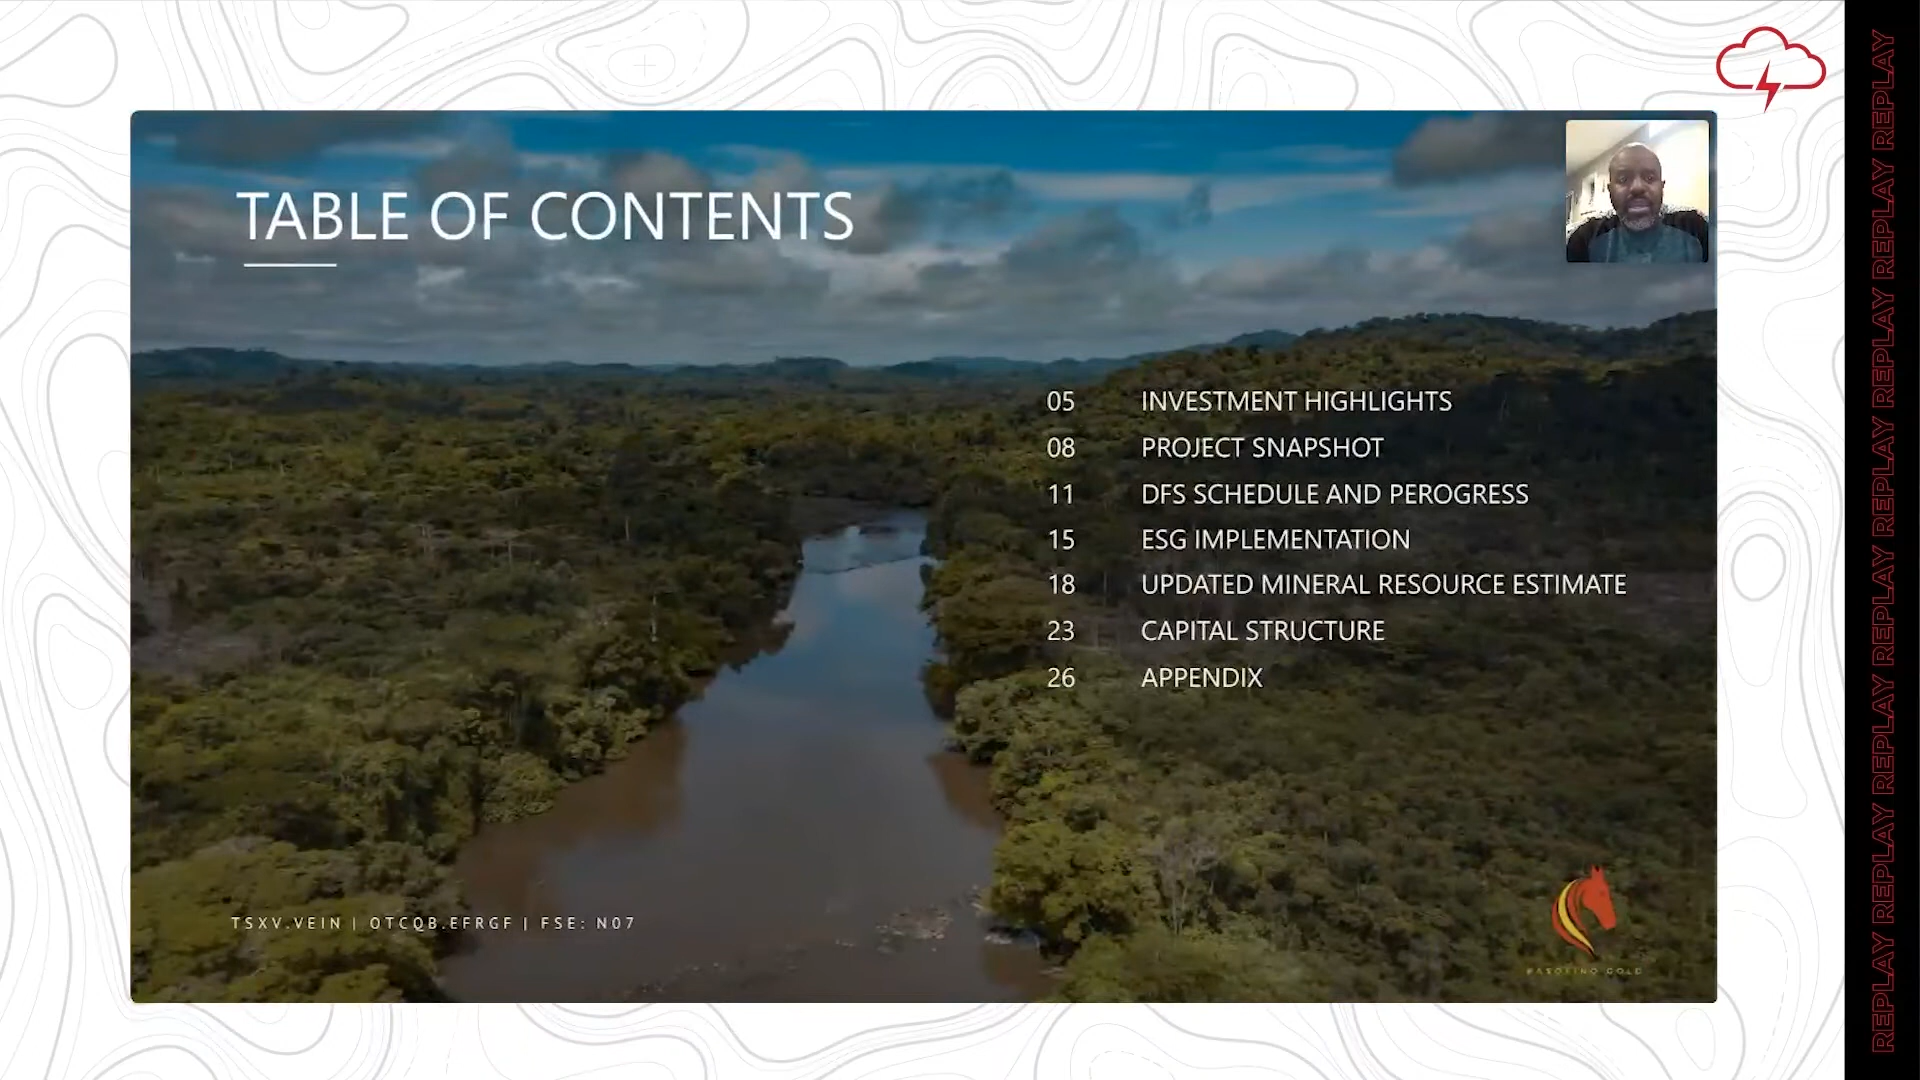 TABLE OF CONTENTS
05 INVESTMENT HIGHLIGHTS
08 PROJECT SNAPSHOT
11 DFS SCHEDULE AND PEROGRESS
15 ESG IMPLEMENTATION
18 UPDATED MINERAL RESOURCE ESTIMATE
23 CAPITAL STRUCTURE
26 APPENDIX
TSXV.VEIN | OTCQB.EFRGF | FSE: N07
PASOFINO GOLD
REPLAY REPLAY REPLAY REPLAY REPLAY REPLAY REPLAY REPLAY